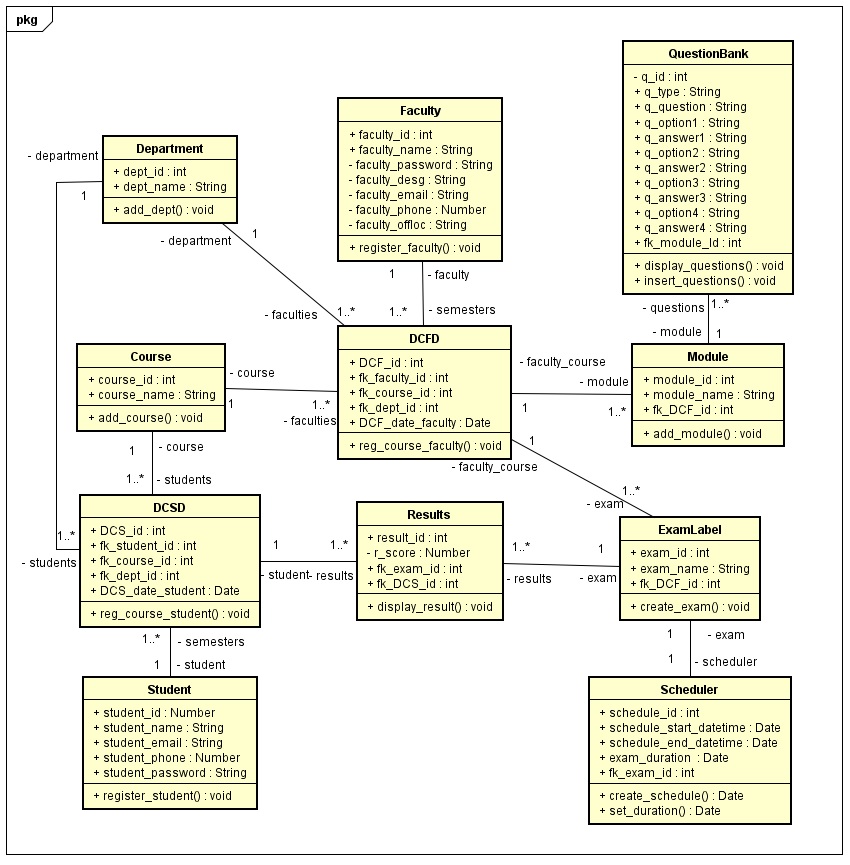 pkg
QuestionBank
- q_id : int
+ q_type : String
+ q_question : String
+ q_option1 : String
+ q_answer1 : String
+ q_option2 : String
+ q_answer2 : String
+ q_option3 : String
+ q_answer3 : String
+ q_option4 : String
+ q_answer4 : String
+ fk_module_Id : int
+ display_questions() : void
+ insert_questions() : void
Faculty
+ faculty_id : int
+ faculty_name : String
- faculty_password : String
- faculty_desg : String
- faculty_email : String
- faculty_phone : Number
- faculty_offloc : String
+ register_faculty() : void
Department
+ dept_id : int
+ dept_name : String
+ add_dept() : void
- department
1
- department
1
- faculties
1..*
1
- faculty
1..*
- semesters
- questions
1..*
- module
1
DCFD
+ DCF_id : int
+ fk_faculty_id : int
+ fk_course_id : int
+ fk_dept_id : int
+ DCF_date_faculty : Date
+ reg_course_faculty() : void
Course
+ course_id : int
+ course_name : String
+ add_course() : void
- course
1
1..*
- faculties
- faculty_course
- module
1
1..*
Module
+ module_id : int
+ module_name : String
+ fk_DCF_id : int
+ add_module() : void
1
- faculty_course
1..*
- exam
- course
1
1..*
- students
DCSD
+ DCS_id : int
+ fk_student_id : int
+ fk_course_id : int
+ fk_dept_id : int
+ DCS_date_student : Date
+ reg_course_student() : void
1..*
- students
1
- student
1..*
- results
Results
+ result_id : int
- r_score : Number
+ fk_exam_id : int
+ fk_DCS_id : int
+ display_result() : void
1..*
- results
1
- exam
ExamLabel
+ exam_id : int
+ exam_name : String
+ fk_DCF_id : int
+ create_exam() : void
1..*
- semesters
1
- student
1
- exam
1
- scheduler
Student
+ student_id : Number
+ student_name : String
+ student_email : String
+ student_phone : Number
+ student_password : String
+ register_student() : void
Scheduler
+ schedule_id : int
+ schedule_start_datetime : Date
+ schedule_end_datetime : Date
+ exam_duration : Date
+ fk_exam_id : int
+ create_schedule() : Date
+ set_duration() : Date